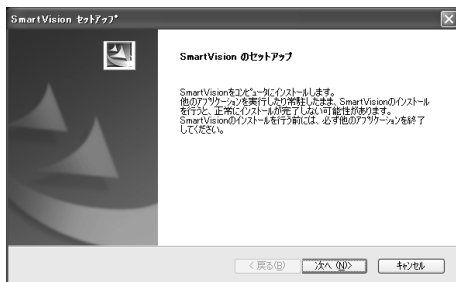 SmartVision ｾｯﾄｱｯﾌﾟ
SmartVision のセットアップ
SmartVisionをｺﾝﾋﾟｭｰﾀにインストールします。
他のｱﾌﾟﾘｹｰｼｮﾝを実行したり常駐したまま、SmartVisionのインストール
を行うと、正常にインストールが完了しない可能性があります。
SmartVisionのインストールを行う前には、必ず他のｱﾌﾟﾘｹｰｼｮﾝを終了
してください。
< 戻る(B)
次へ (N)>
ｷｬﾝｾﾙ